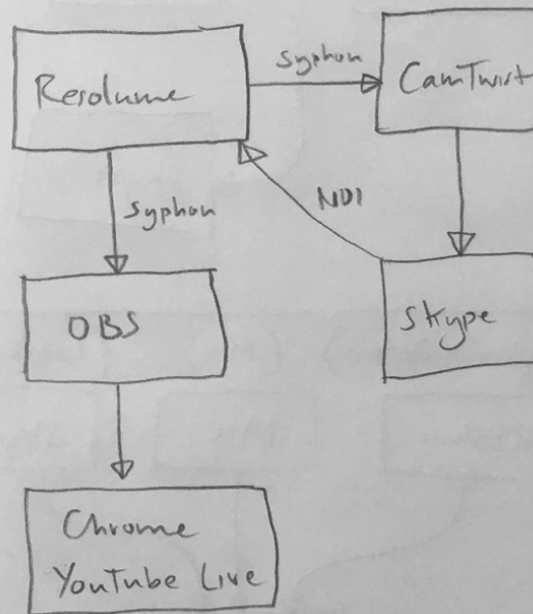 Resolume
syphon
CamTwist
syphon
NDI
OBS
Skype
Chrome
YouTube Live